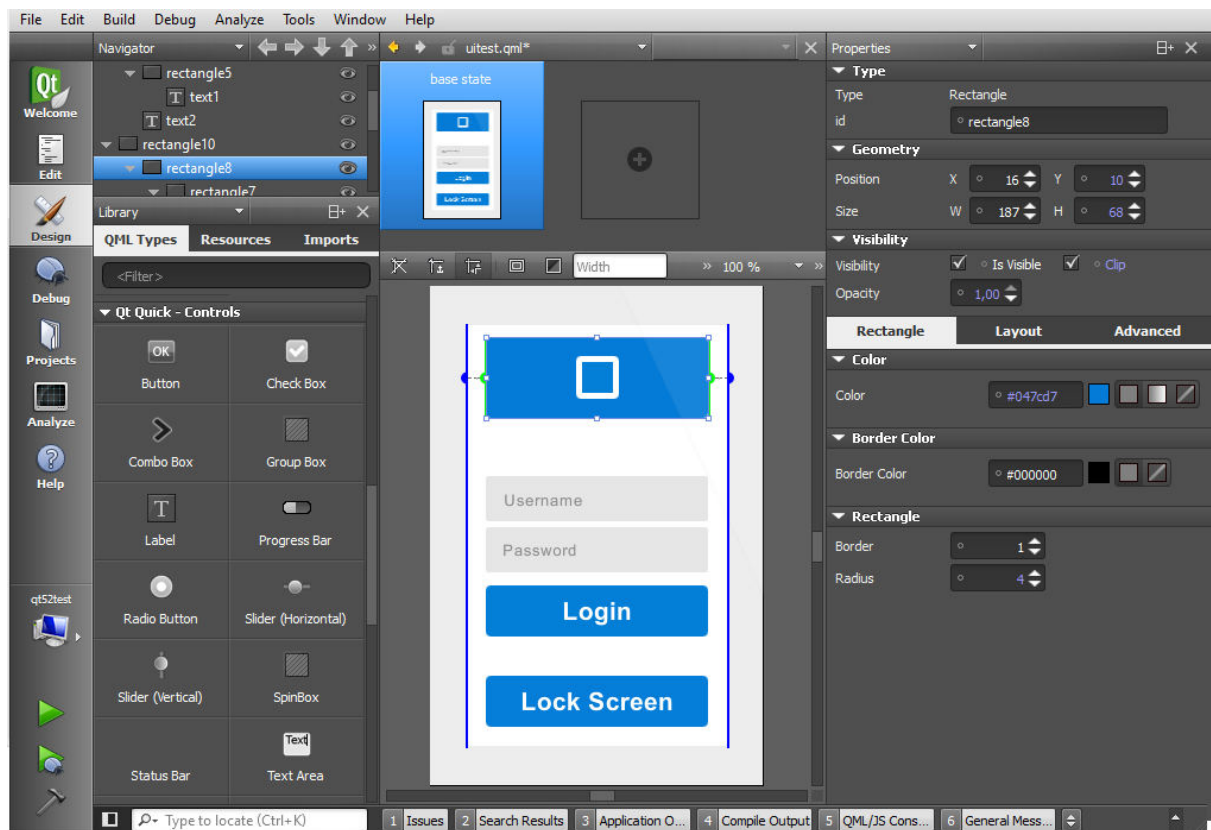 File Edit Build Debug Analyze Tools Window Help
Welcome
Edit
Design
Debug
Projects
Analyze
Help
qt52test
Navigator
rectangle5
text1
text2
rectangle10
rectangle8
rectangle7
Library
QML Types Resources Imports
<Filter>
Qt Quick - Controls
OK
Button Check Box
Combo Box Group Box
Label Progress Bar
Radio Button Slider (Horizontal)
Slider (Vertical) SpinBox
Text
Status Bar Text Area
uitest.qml*
base state
Login
Lock Screen
Width 100 %
Username
Password
Login
Lock Screen
Properties
Type
Type Rectangle
id rectangle8
Geometry
Position X 16 Y 10
Size W 187 H 68
Visibility
Visibility Is Visible Clip
Opacity 1,00
Rectangle Layout Advanced
Color
Color #047cd7
Border Color
Border Color #000000
Rectangle
Border 1
Radius 4
Type to locate (Ctrl+K) 1 Issues 2 Search Results 3 Application O... 4 Compile Output 5 QML/JS Cons... 6 General Mess...